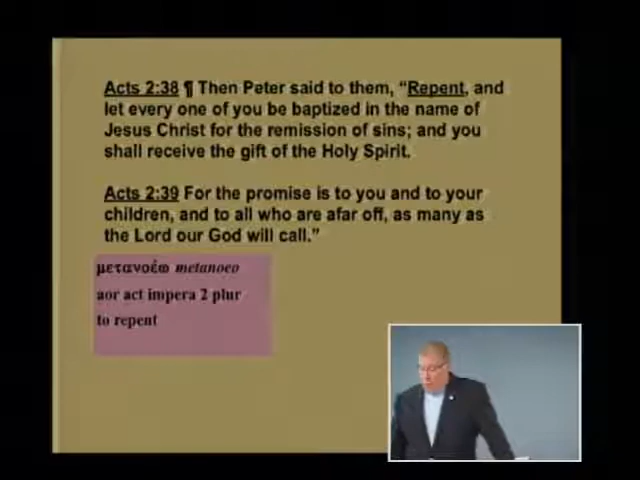 Acts 2:38 ¶ Then Peter said to them, “Repent, and
let every one of you be baptized in the name of
Jesus Christ for the remission of sins; and you
shall receive the gift of the Holy Spirit.
Acts 2:39 For the promise is to you and to your
children, and to all who are afar off, as many as
the Lord our God will call.”
μετανοέω metanoeo
aor act impera 2 plur
to repent